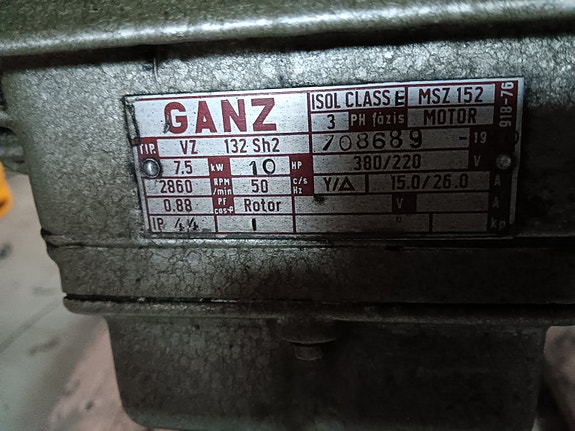 GANZ ISOL CLASS E MSZ 152
3 PH fázis MOTOR
TIP. VZ 132 Sh2 708689 - 19
7.5 kW 10 HP 380/220 V
2860 RPM /min 50 c/s Hz Y/Δ 15.0/26.0 A
0.88 PF cosφ Rotor V A
IP 44 I kp
918-76